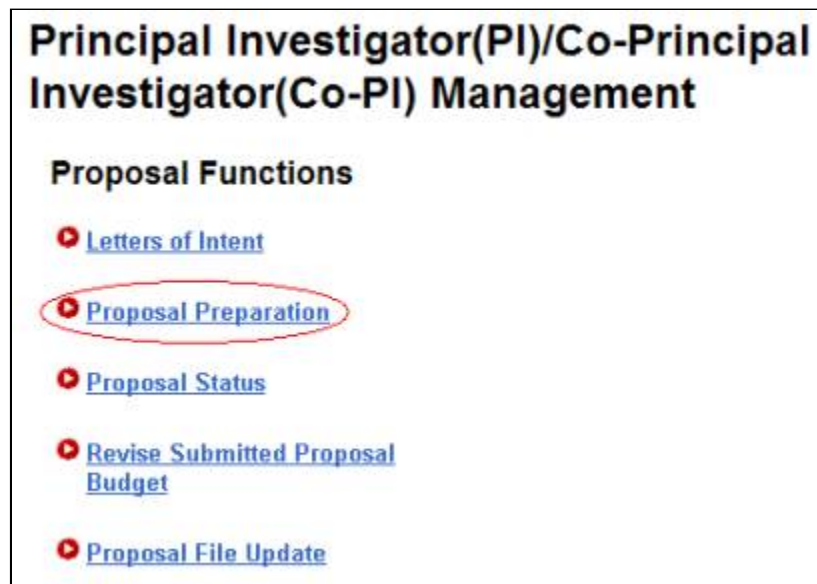 Principal Investigator(PI)/Co-Principal
Investigator(Co-PI) Management
Proposal Functions
Letters of Intent
Proposal Preparation
Proposal Status
Revise Submitted Proposal
Budget
Proposal File Update